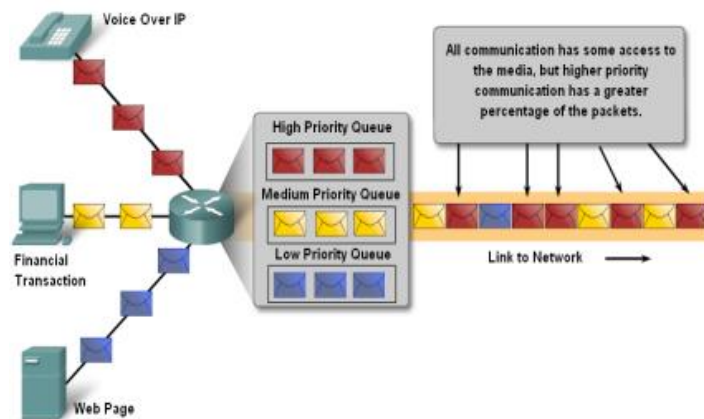 Voice Over IP
All communication has some access to
the media, but higher priority
communication has a greater
percentage of the packets.
High Priority Queue
Medium Priority Queue
Low Priority Queue
Financial
Transaction
Link to Network
Web Page